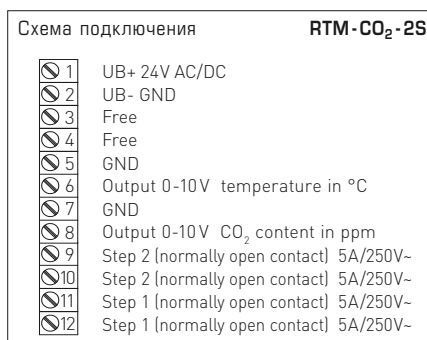 Схема подключения RTM-CO₂-2S
1 UB+ 24V AC/DC
2 UB- GND
3 Free
4 Free
5 GND
6 Output 0-10V temperature in °C
7 GND
8 Output 0-10V CO₂ content in ppm
9 Step 2 (normally open contact) 5A/250V~
10 Step 2 (normally open contact) 5A/250V~
11 Step 1 (normally open contact) 5A/250V~
12 Step 1 (normally open contact) 5A/250V~